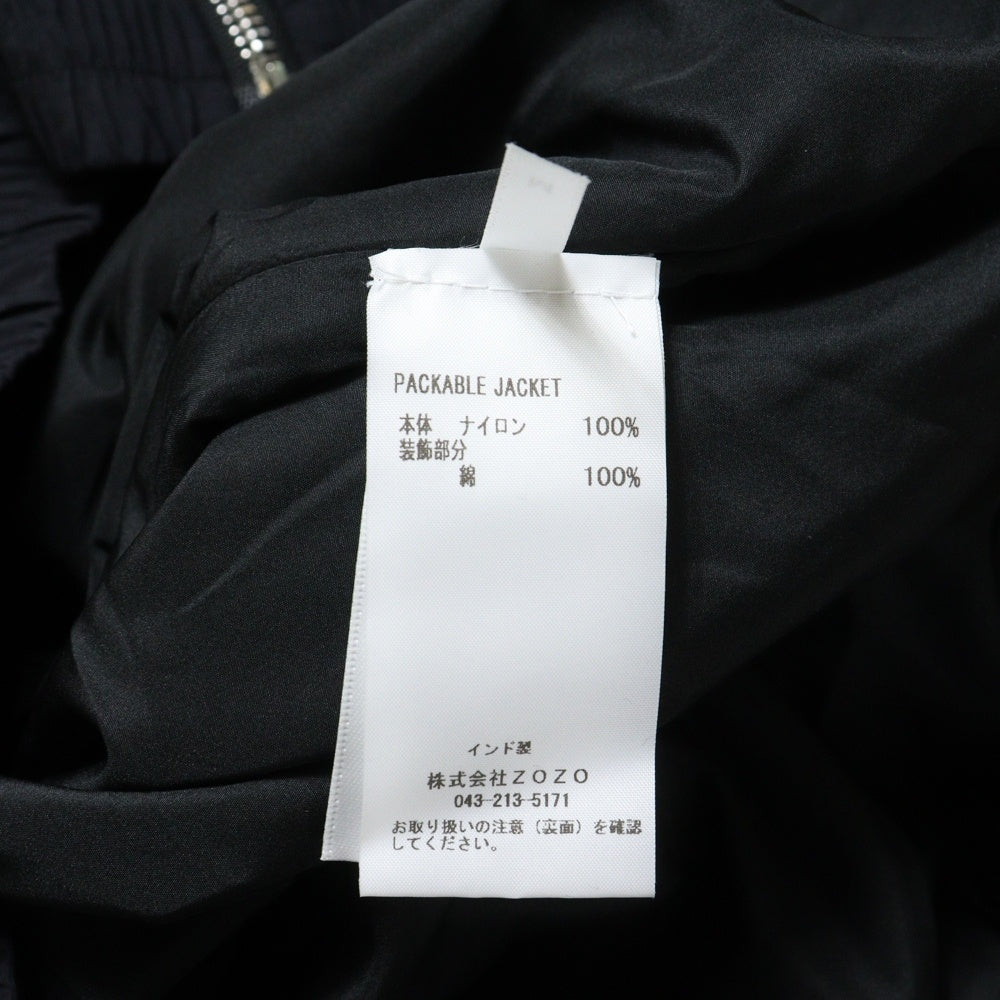 PACKABLE JACKET
本体 ナイロン 100%
装飾部分
綿 100%
インド製
株式会社ZOZO
043-213-5171
お取り扱いの注意(裏面)を確認
してください。